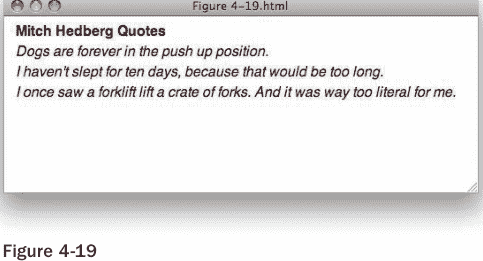 Figure 4-19.html
Mitch Hedberg Quotes
Dogs are forever in the push up position.
I haven't slept for ten days, because that would be too long.
I once saw a forklift lift a crate of forks. And it was way too literal for me.
Figure 4-19